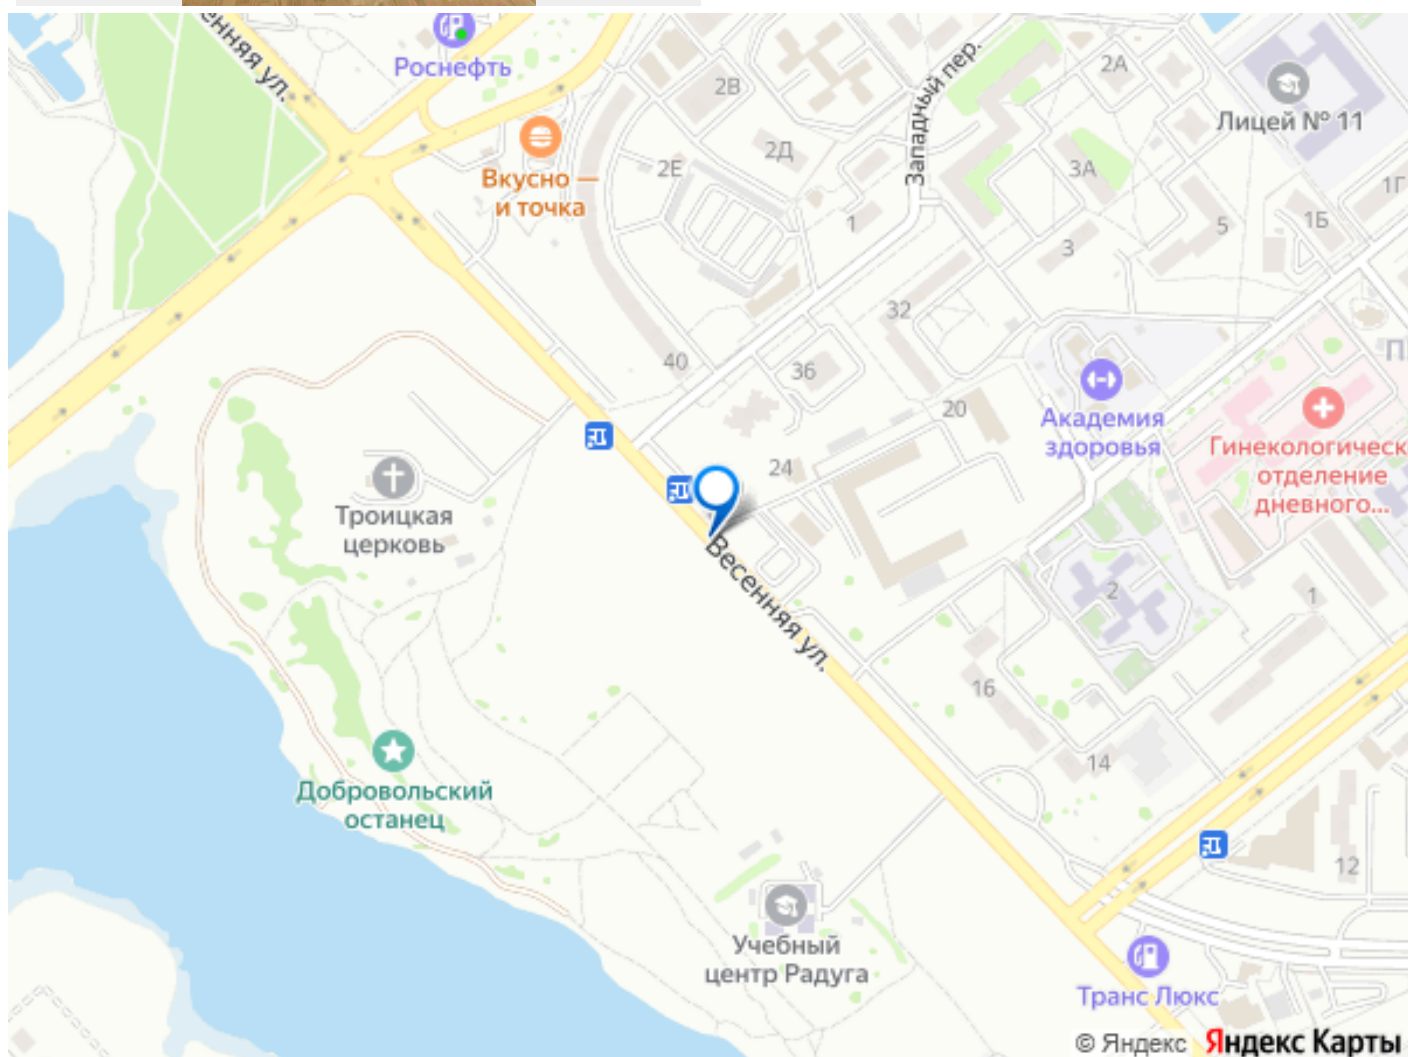 Весенняя ул.
Роснефть
Вкусно —
и точка
2В
2Е
2Д
1
Западный пер.
2А
Лицей № 11
3А
1Г
1Б
5
3
32
40
36
20
24
Академия
здоровья
Гинекологическ
отделение
дневного...
Троицкая
церковь
Весенняя ул.
2
1
16
14
Добровольский
останец
12
Учебный
центр Радуга
Транс Люкс
© Яндекс Яндекс Карты